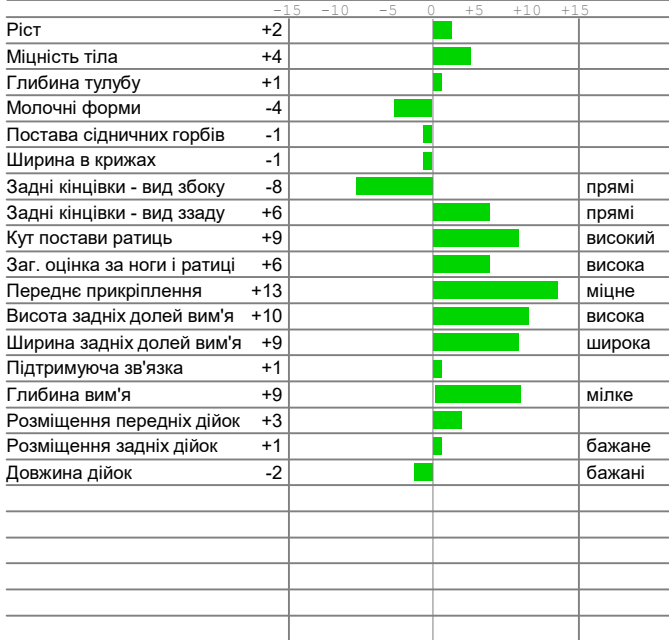 -15 -10 -5 0 +5 +10 +15
Ріст +2
Міцність тіла +4
Глибина тулубу +1
Молочні форми -4
Постава сідничних горбів -1
Ширина в крижах -1
Задні кінцівки - вид збоку -8 прямі
Задні кінцівки - вид ззаду +6 прямі
Кут постави ратиць +9 високий
Заг. оцінка за ноги і ратиці +6 висока
Переднє прикріплення +13 міцне
Висота задніх долей вим'я +10 висока
Ширина задніх долей вим'я +9 широка
Підтримуюча зв'язка +1
Глибина вим'я +9 мілке
Розміщення передніх дійок +3
Розміщення задніх дійок +1 бажане
Довжина дійок -2 бажані